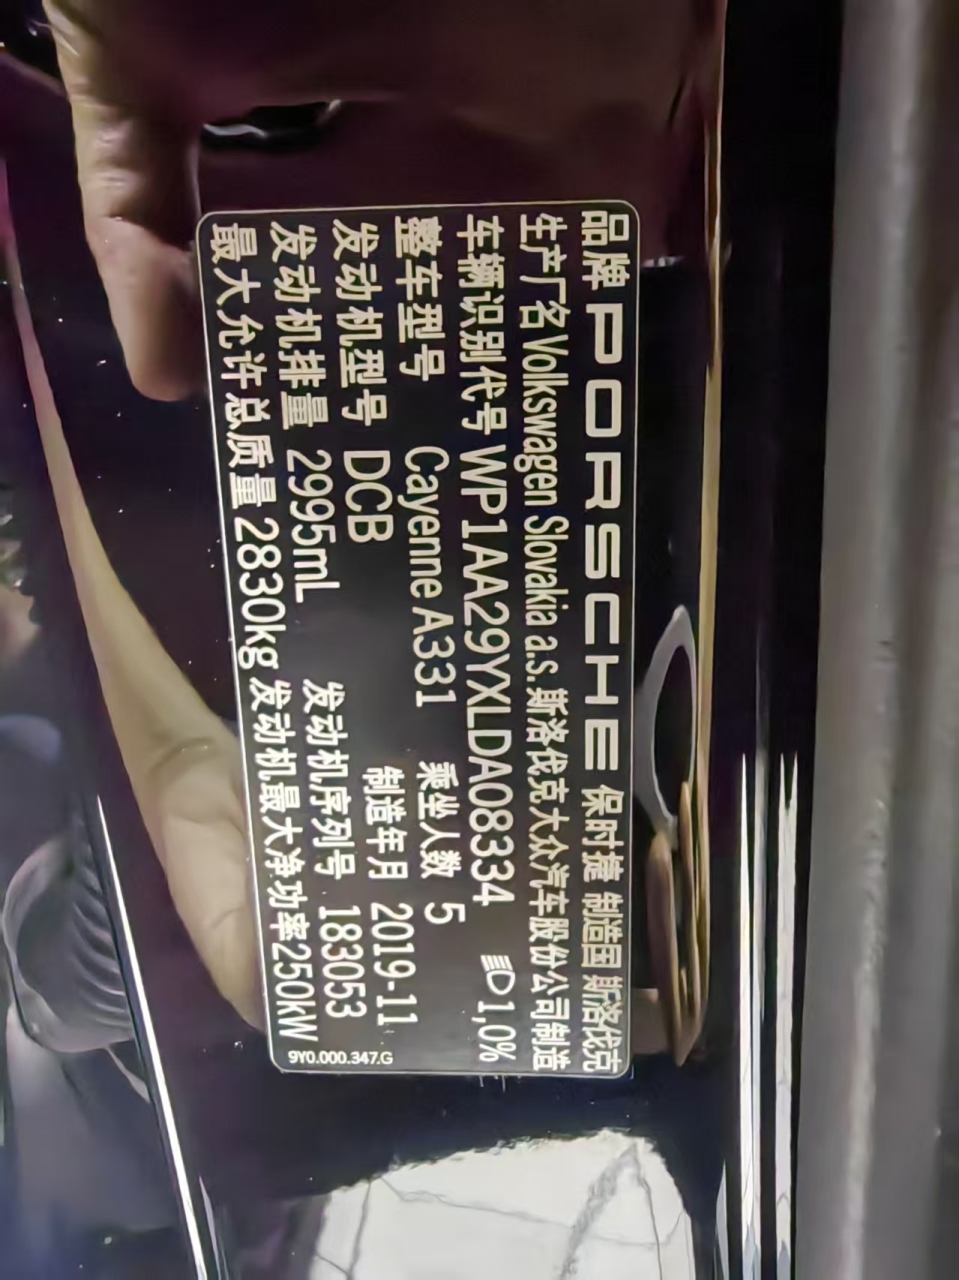 品牌 PORSCHE 保时捷 制造国 斯洛伐克
生产厂名 Volkswagen Slovakia a.s. 斯洛伐克大众汽车股份公司制造
车辆识别代号 WP1AA29YXLDA08334 1,0%
整车型号 Cayenne A331 乘坐人数 5
发动机型号 DCB 制造年月 2019-11
发动机排量 2995mL 发动机序列号 183053
最大允许总质量 2830kg 发动机最大净功率250kW
9Y0.000.347.G